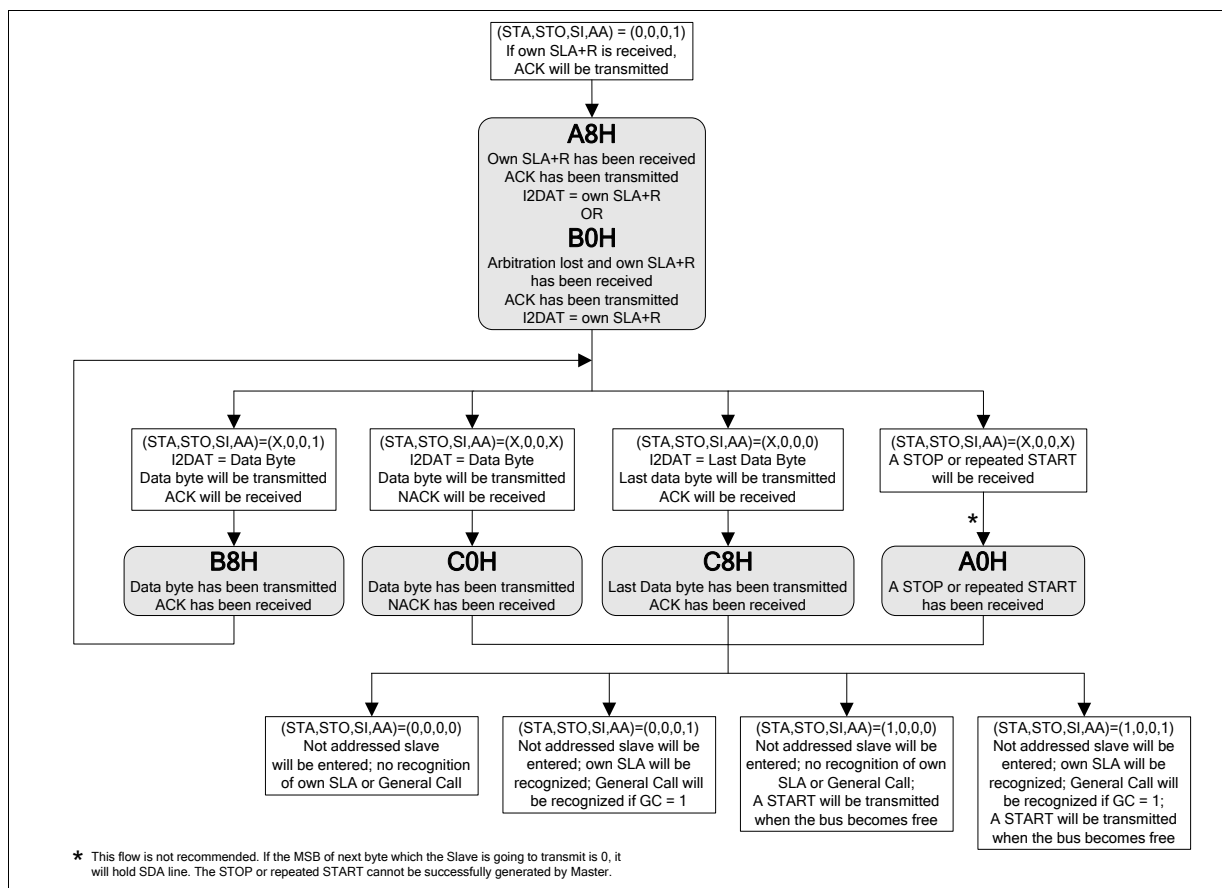 (STA,STO,SI,AA) = (0,0,0,1)
If own SLA+R is received,
ACK will be transmitted
A8H
Own SLA+R has been received
ACK has been transmitted
I2DAT = own SLA+R
OR
B0H
Arbitration lost and own SLA+R
has been received
ACK has been transmitted
I2DAT = own SLA+R
(STA,STO,SI,AA)=(X,0,0,1)
I2DAT = Data Byte
Data byte will be transmitted
ACK will be received
(STA,STO,SI,AA)=(X,0,0,X)
I2DAT = Data Byte
Data byte will be transmitted
NACK will be received
(STA,STO,SI,AA)=(X,0,0,0)
I2DAT = Last Data Byte
Last data byte will be transmitted
ACK will be received
(STA,STO,SI,AA)=(X,0,0,X)
A STOP or repeated START
will be received
*
B8H
Data byte has been transmitted
ACK has been received
C0H
Data byte has been transmitted
NACK has been received
C8H
Last Data byte has been transmitted
ACK has been received
A0H
A STOP or repeated START
has been received
(STA,STO,SI,AA)=(0,0,0,0)
Not addressed slave
will be entered; no recognition
of own SLA or General Call
(STA,STO,SI,AA)=(0,0,0,1)
Not addressed slave will be
entered; own SLA will be
recognized; General Call will
be recognized if GC = 1
(STA,STO,SI,AA)=(1,0,0,0)
Not addressed slave will be
entered; no recognition of own
SLA or General Call;
A START will be transmitted
when the bus becomes free
(STA,STO,SI,AA)=(1,0,0,1)
Not addressed slave will be
entered; own SLA will be
recognized; General Call will
be recognized if GC = 1;
A START will be transmitted
when the bus becomes free
* This flow is not recommended. If the MSB of next byte which the Slave is going to transmit is 0, it
will hold SDA line. The STOP or repeated START cannot be successfully generated by Master.